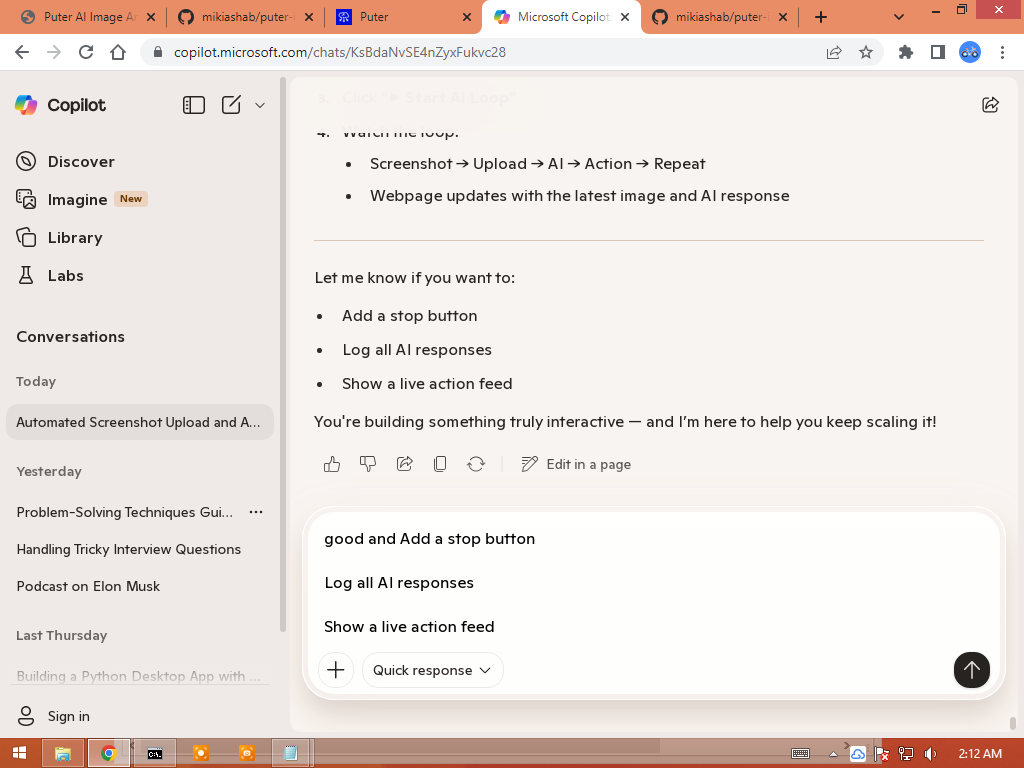 Puter AI Image A
mikiashab/puter-
Puter
Microsoft Copilot
mikiashab/puter-
copilot.microsoft.com/chats/KsBdaNvSE4nZyxFukvc28
Copilot
Discover
Imagine New
Library
Labs
Conversations
Today
Automated Screenshot Upload and A...
Yesterday
Problem-Solving Techniques Gui...
Handling Tricky Interview Questions
Podcast on Elon Musk
Last Thursday
Building a Python Desktop App with ...
Sign in
3. Click "▶ Start AI Loop"
4. Watch the loop:
• Screenshot → Upload → AI → Action → Repeat
• Webpage updates with the latest image and AI response
Let me know if you want to:
• Add a stop button
• Log all AI responses
• Show a live action feed
You're building something truly interactive — and I'm here to help you keep scaling it!
Edit in a page
good and Add a stop button
Log all AI responses
Show a live action feed
Quick response
2:12 AM